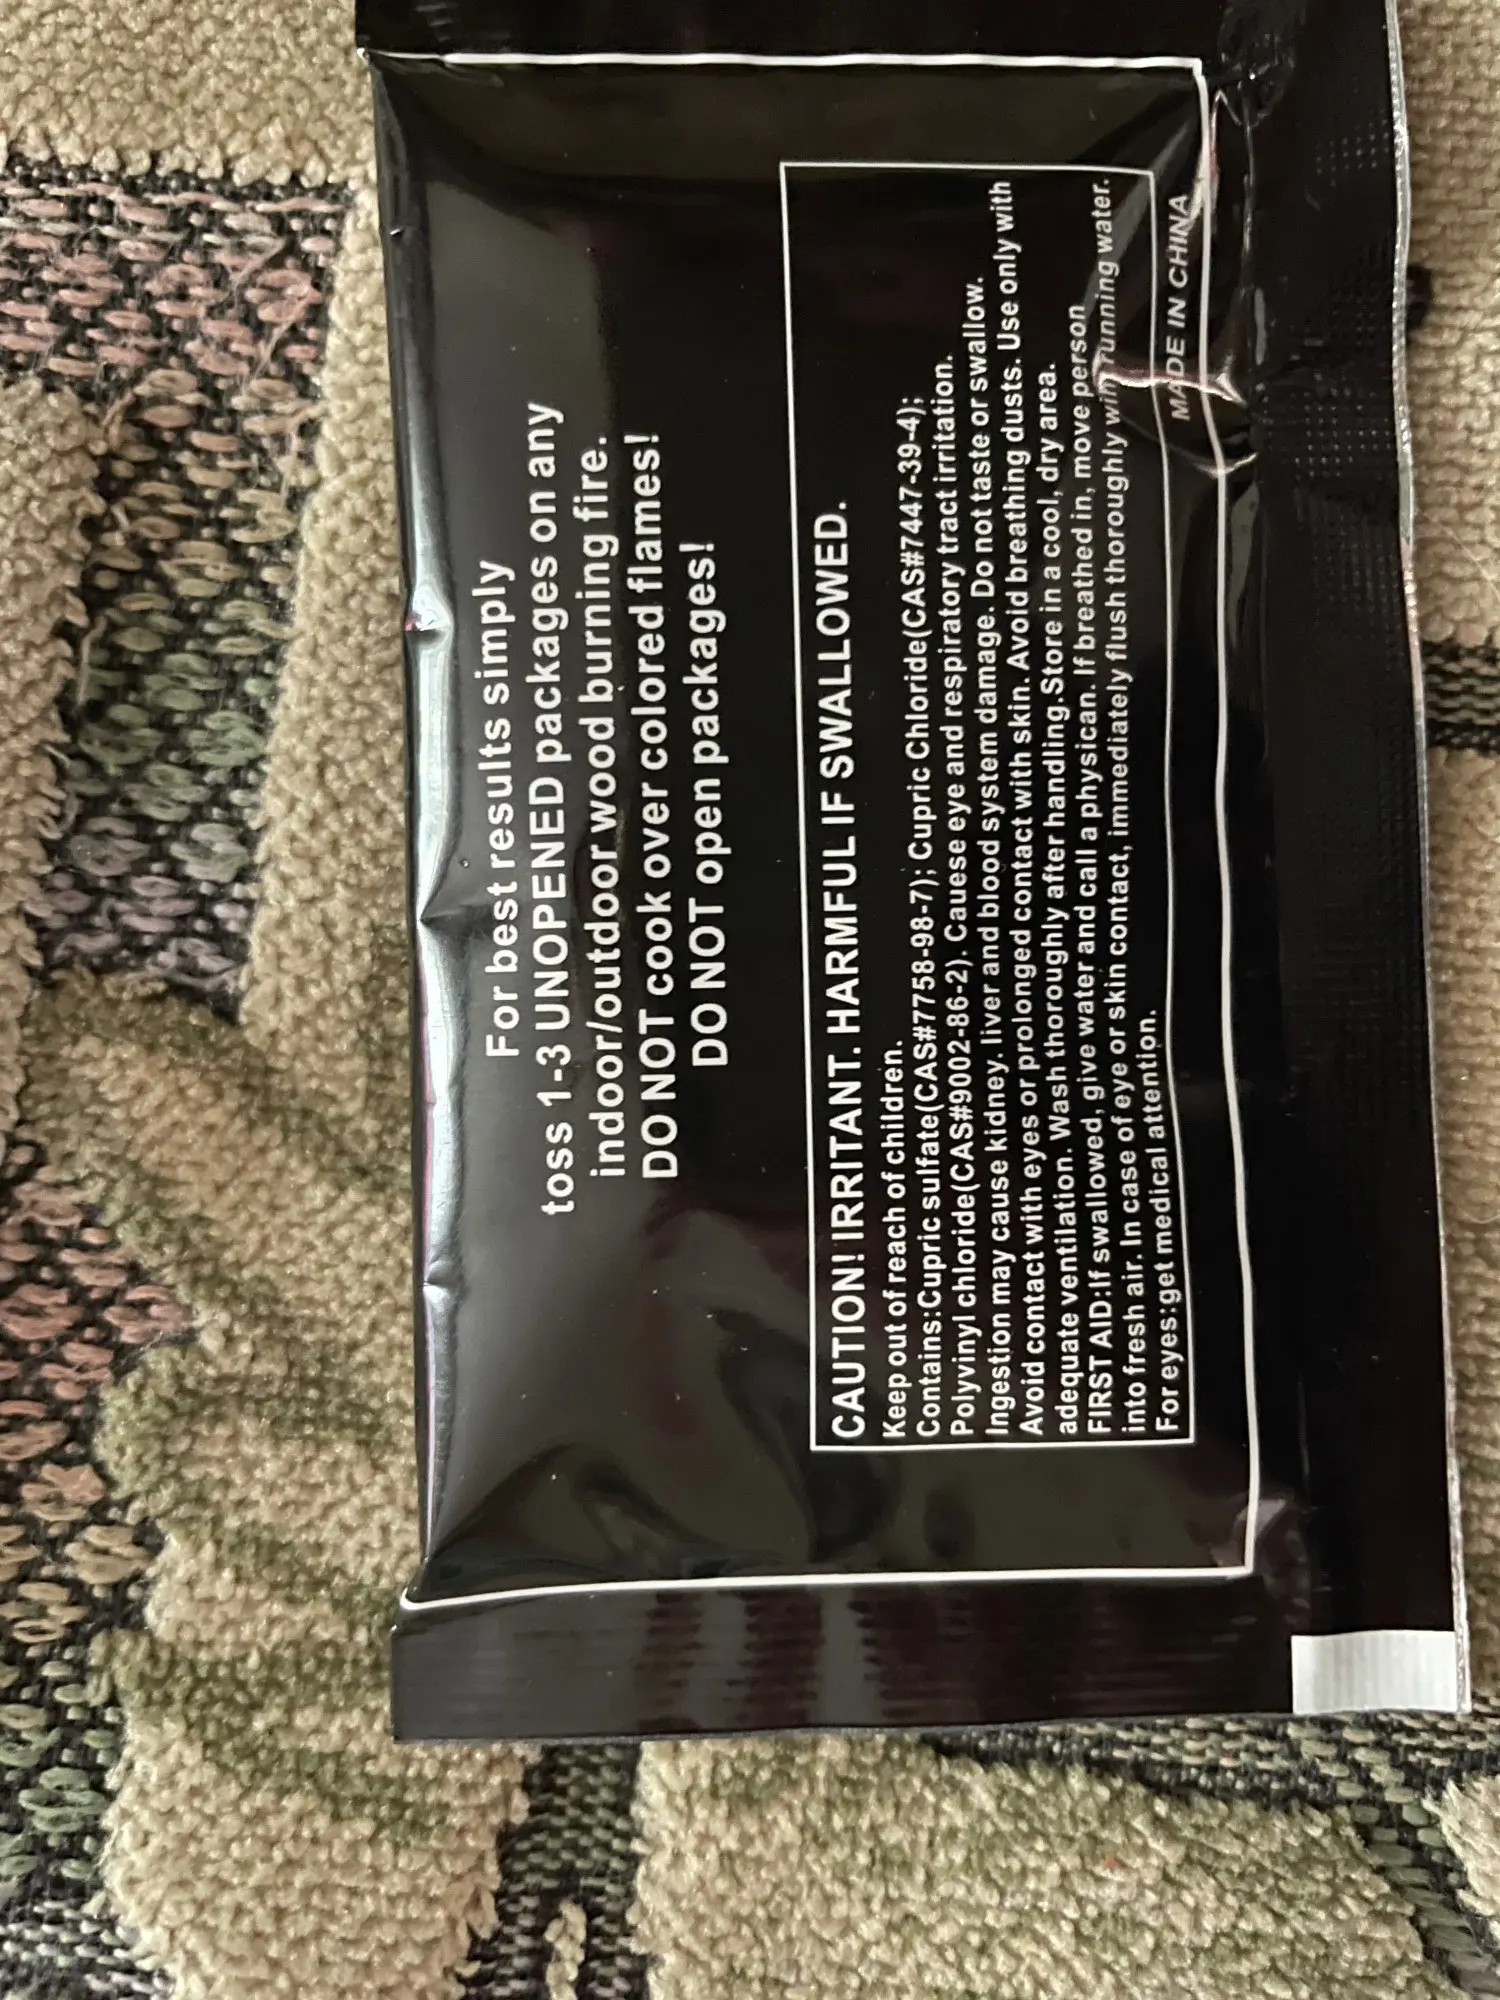 For best results simply
toss 1-3 UNOPENED packages on any
indoor/outdoor wood burning fire.
DO NOT cook over colored flames!
DO NOT open packages!
CAUTION! IRRITANT. HARMFUL IF SWALLOWED.
Keep out of reach of children.
Contains:Cupric sulfate(CAS#7758-98-7); Cupric Chloride(CAS#7447-39-4);
Polyvinyl chloride(CAS#9002-86-2). Cauese eye and respiratory tract irritation.
Ingestion may cause kidney. liver and blood system damage. Do not taste or swallow.
Avoid contact with eyes or prolonged contact with skin. Avoid breathing dusts. Use only with
adequate ventilation. Wash thoroughly after handling.Store in a cool, dry area.
FIRST AID:If swallowed, give water and call a physican. If breathed in, move person
into fresh air. In case of eye or skin contact, immediately flush thoroughly with running water.
For eyes:get medical attention.
MADE IN CHINA